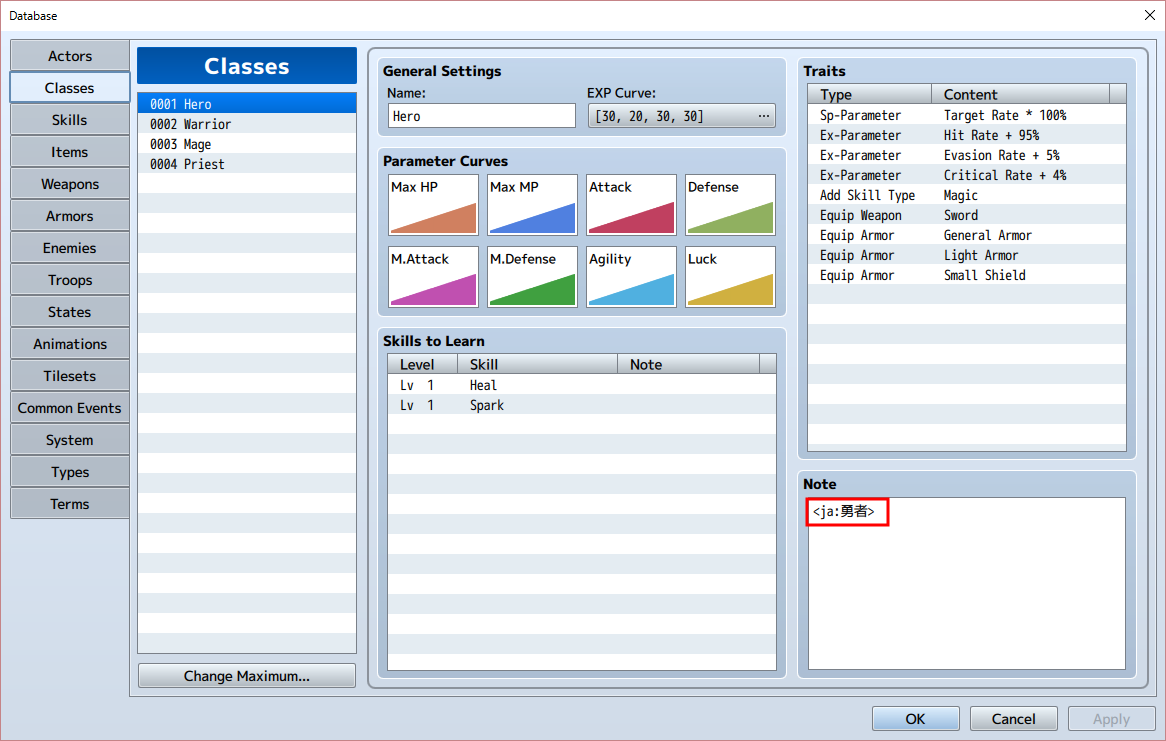 Database
Actors
Classes
Skills
Items
Weapons
Armors
Enemies
Troops
States
Animations
Tilesets
Common Events
System
Types
Terms
Classes
0001 Hero
0002 Warrior
0003 Mage
0004 Priest
Change Maximum...
General Settings
Name:
EXP Curve:
Hero
[30, 20, 30, 30] ...
Parameter Curves
Max HP
Max MP
Attack
Defense
M.Attack
M.Defense
Agility
Luck
Skills to Learn
Level Skill Note
Lv 1 Heal
Lv 1 Spark
Traits
Type Content
Sp-Parameter Target Rate * 100%
Ex-Parameter Hit Rate + 95%
Ex-Parameter Evasion Rate + 5%
Ex-Parameter Critical Rate + 4%
Add Skill Type Magic
Equip Weapon Sword
Equip Armor General Armor
Equip Armor Light Armor
Equip Armor Small Shield
Note
<ja:勇者>
OK
Cancel
Apply